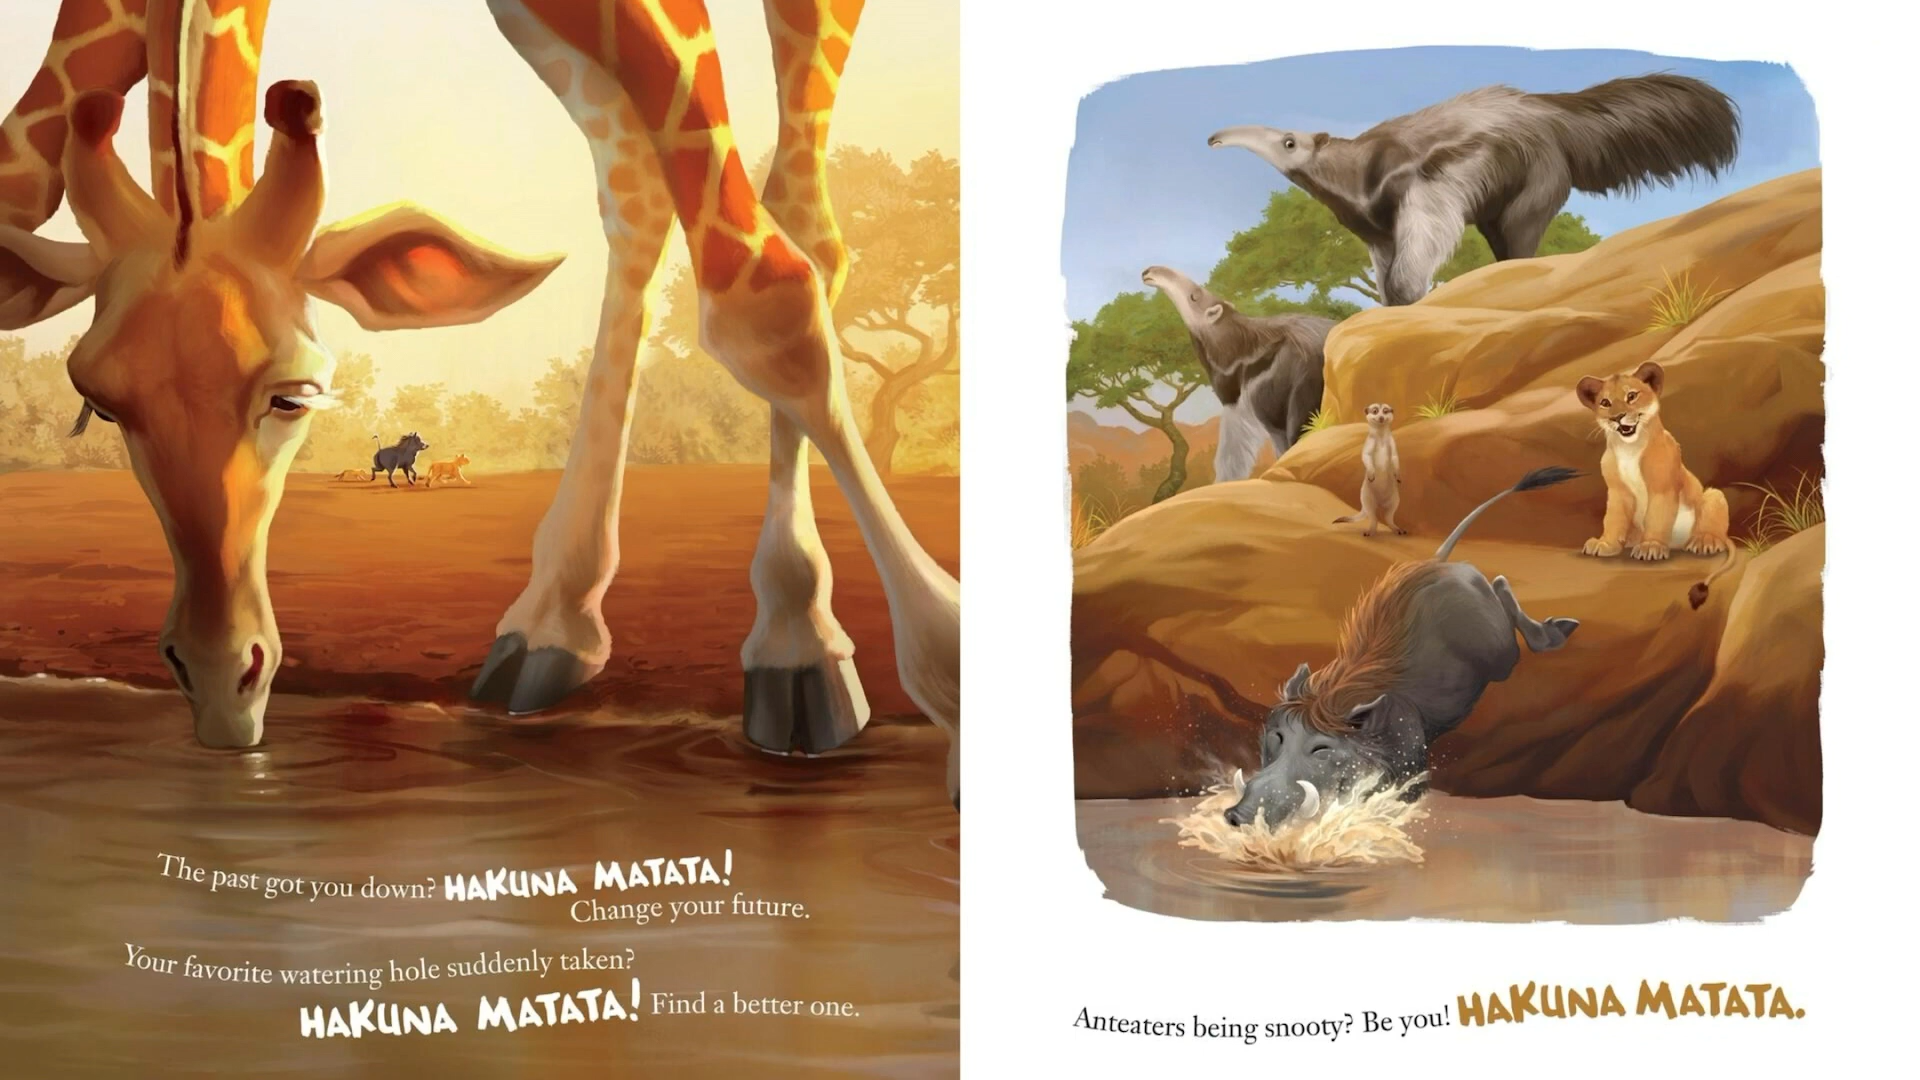 The past got you down? HAKUNA MATATA!
Change your future.
Your favorite watering hole suddenly taken?
HAKUNA MATATA! Find a better one.
Anteaters being snooty? Be you! HAKUNA MATATA.